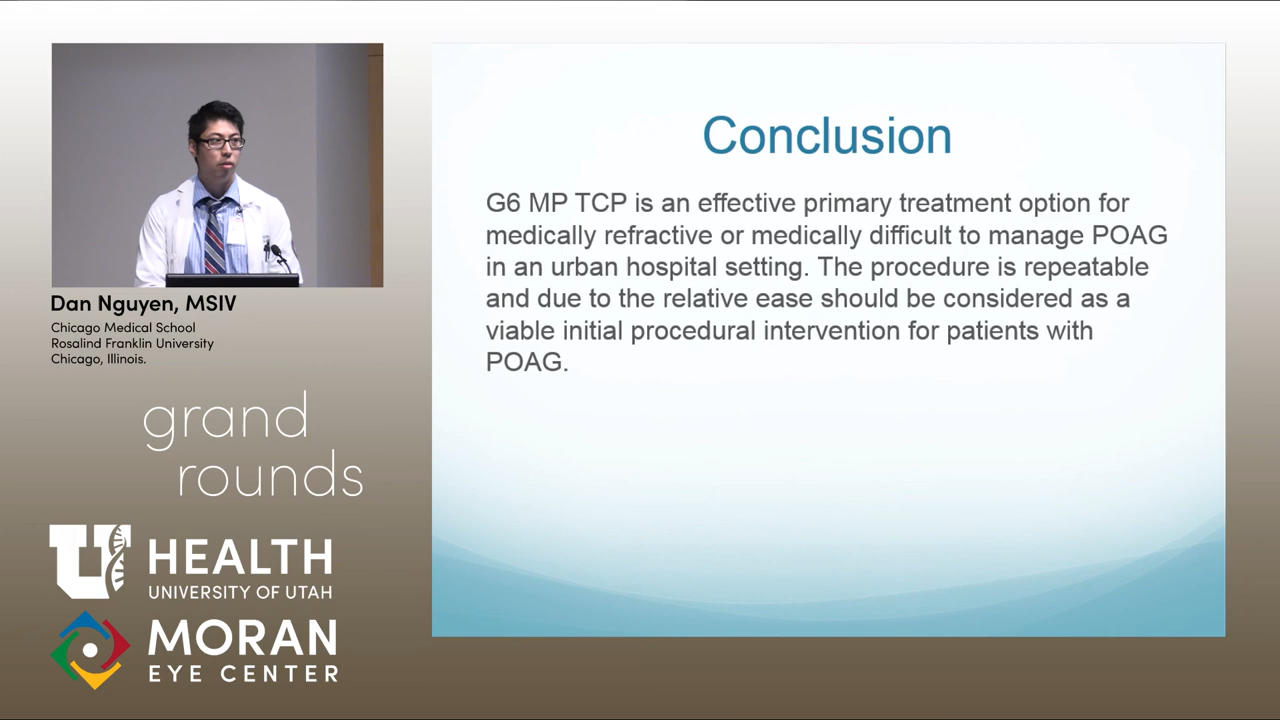 Conclusion
G6 MP TCP is an effective primary treatment option for
medically refractive or medically difficult to manage POAG
in an urban hospital setting. The procedure is repeatable
and due to the relative ease should be considered as a
viable initial procedural intervention for patients with
POAG.
Dan Nguyen, MSIV
Chicago Medical School
Rosalind Franklin University
Chicago, Illinois.
grand
rounds
U HEALTH
UNIVERSITY OF UTAH
MORAN
EYE CENTER